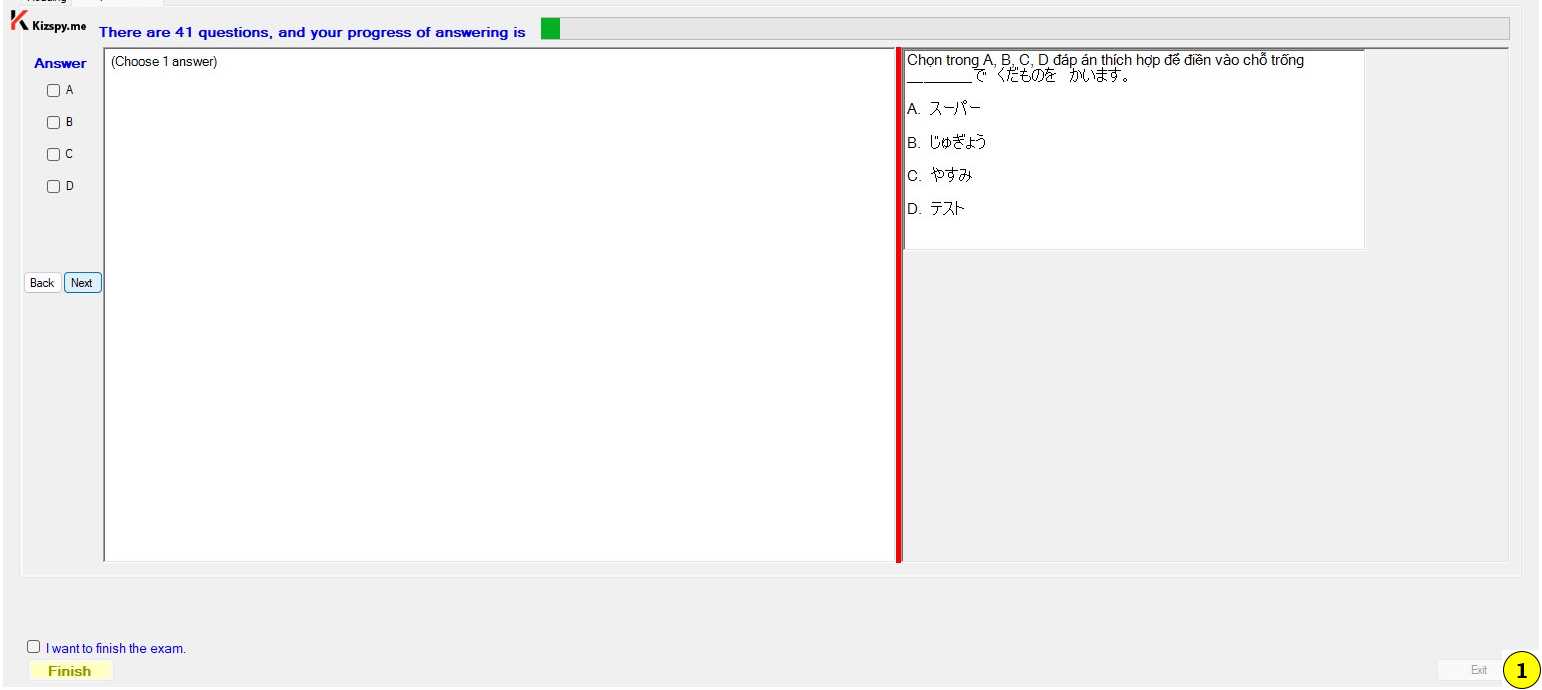 Kizspy.me
There are 41 questions, and your progress of answering is
Answer
A
B
C
D
Back
Next
(Choose 1 answer)
Chọn trong A, B, C, D đáp án thích hợp để điền vào chỗ trống
________で くだものを かいます。
A. スーパー
B. じゅぎょう
C. やすみ
D. テスト
I want to finish the exam.
Finish
Exit
1